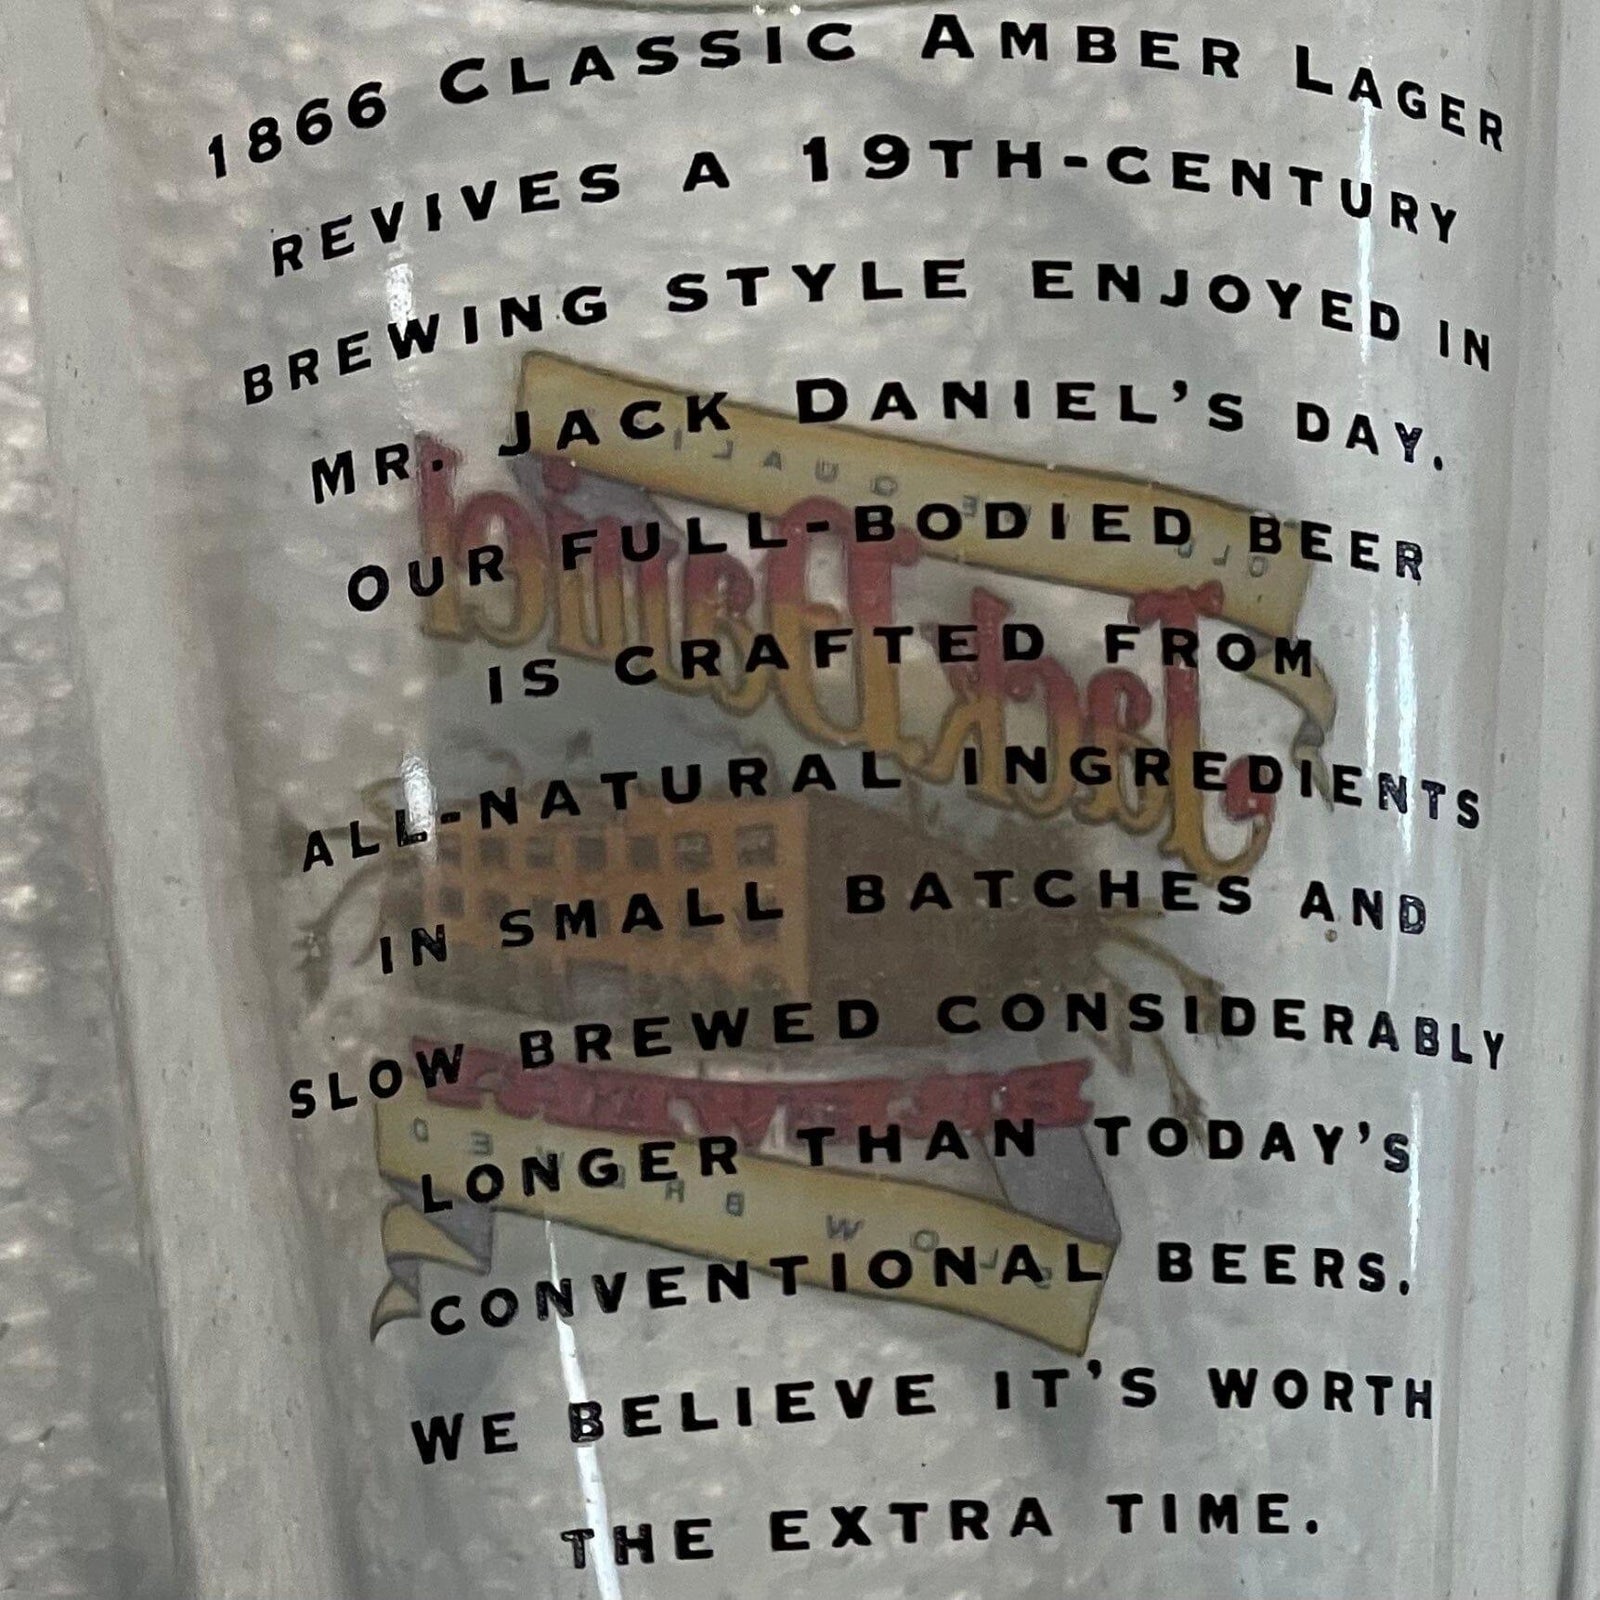 1866 CLASSIC AMBER LAGER
REVIVES A 19TH-CENTURY
BREWING STYLE ENJOYED IN
MR. JACK DANIEL'S DAY.
OUR FULL-BODIED BEER
IS CRAFTED FROM
ALL-NATURAL INGREDIENTS
IN SMALL BATCHES AND
SLOW BREWED CONSIDERABLY
LONGER THAN TODAY'S
CONVENTIONAL BEERS.
WE BELIEVE IT'S WORTH
THE EXTRA TIME.
Jack Daniel